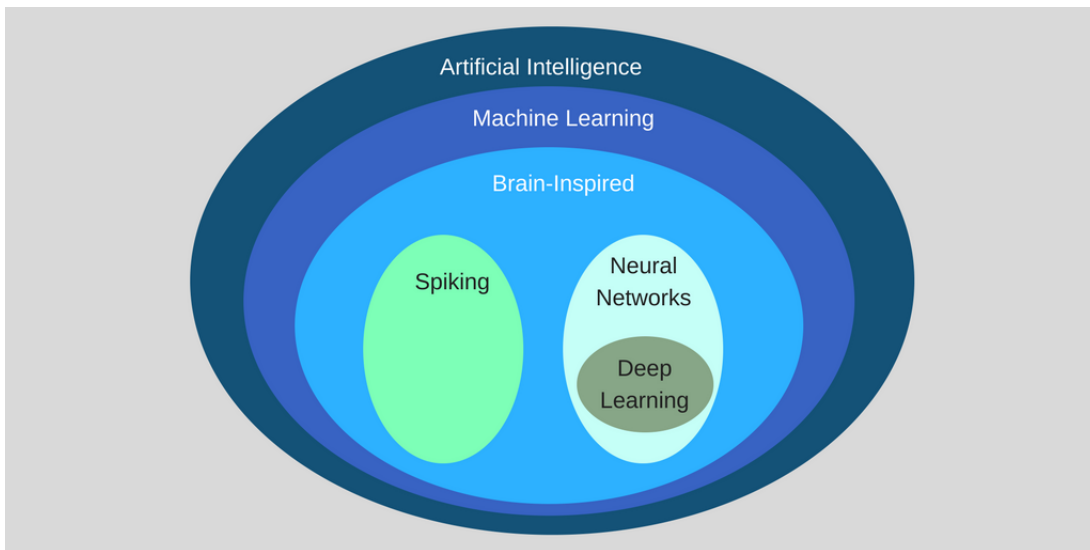 Artificial Intelligence
Machine Learning
Brain-Inspired
Spiking
Neural
Networks
Deep
Learning